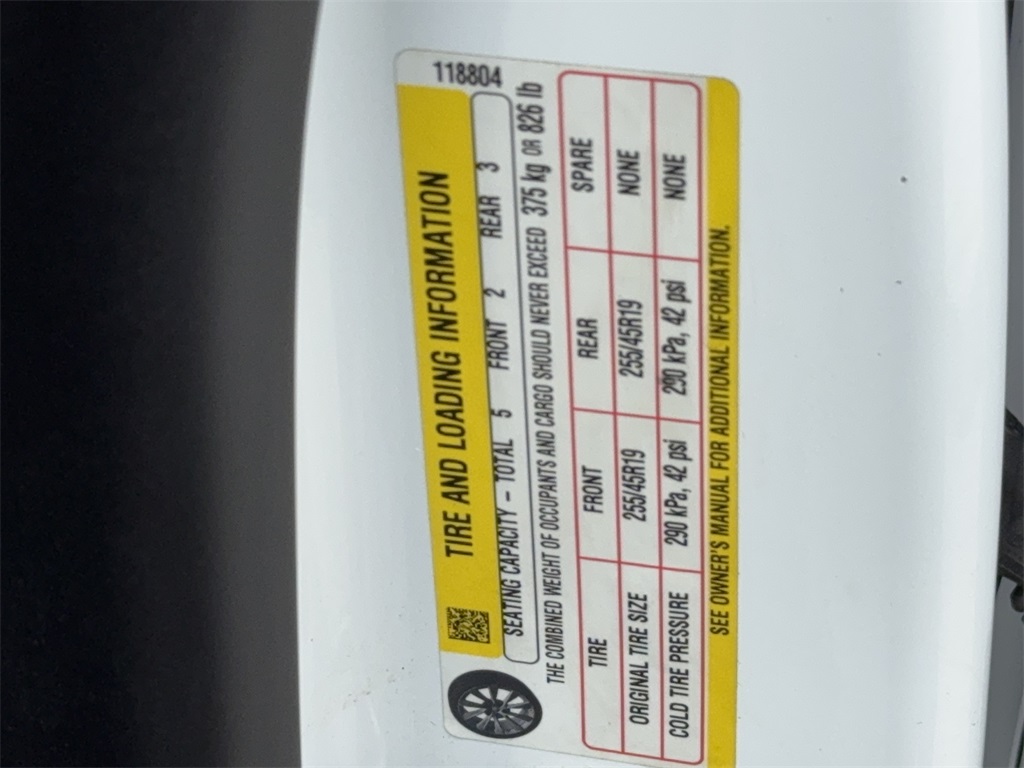 118804
TIRE AND LOADING INFORMATION
SEATING CAPACITY – TOTAL 5 FRONT 2 REAR 3
THE COMBINED WEIGHT OF OCCUPANTS AND CARGO SHOULD NEVER EXCEED 375 kg OR 826 lb
TIRE FRONT REAR SPARE
ORIGINAL TIRE SIZE 255/45R19 255/45R19 NONE
COLD TIRE PRESSURE 290 kPa, 42 psi 290 kPa, 42 psi NONE
SEE OWNER'S MANUAL FOR ADDITIONAL INFORMATION.